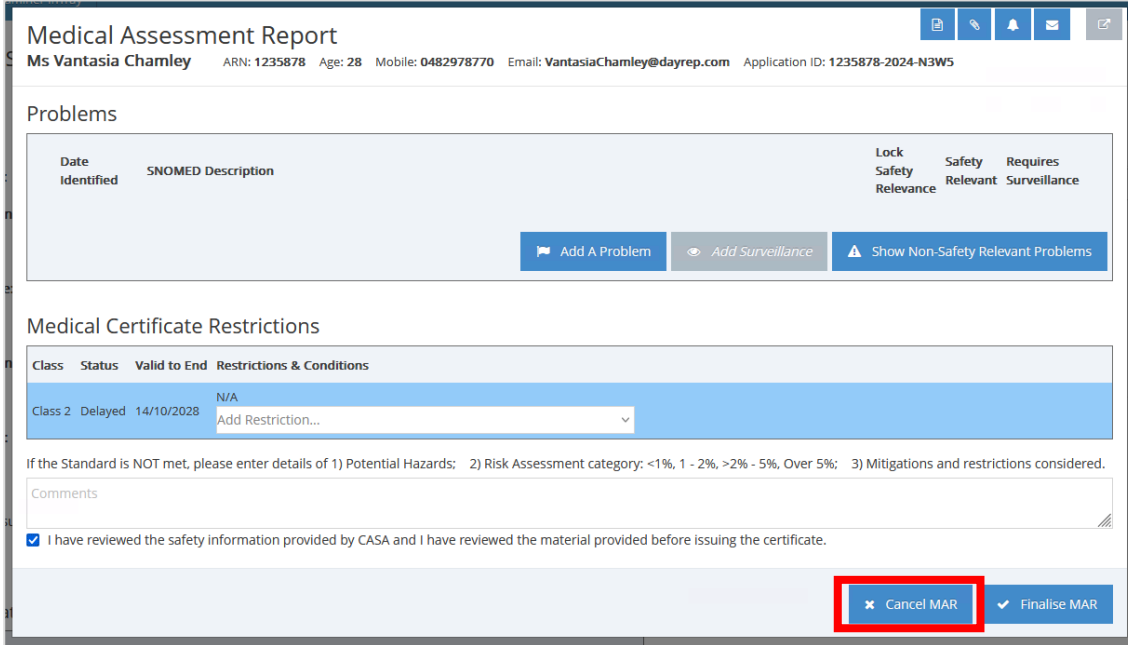 Medical Assessment Report
Ms Vantasia Chamley ARN: 1235878 Age: 28 Mobile: 0482978770 Email: VantasiaChamley@dayrep.com Application ID: 1235878-2024-N3W5
Problems
Date Identified SNOMED Description Lock Safety Relevance Safety Relevant Requires Surveillance
Add A Problem Add Surveillance Show Non-Safety Relevant Problems
Medical Certificate Restrictions
Class Status Valid to End Restrictions & Conditions
N/A
Class 2 Delayed 14/10/2028 Add Restriction...
If the Standard is NOT met, please enter details of 1) Potential Hazards; 2) Risk Assessment category: <1%, 1 - 2%, >2% - 5%, Over 5%; 3) Mitigations and restrictions considered.
Comments
I have reviewed the safety information provided by CASA and I have reviewed the material provided before issuing the certificate.
Cancel MAR Finalise MAR